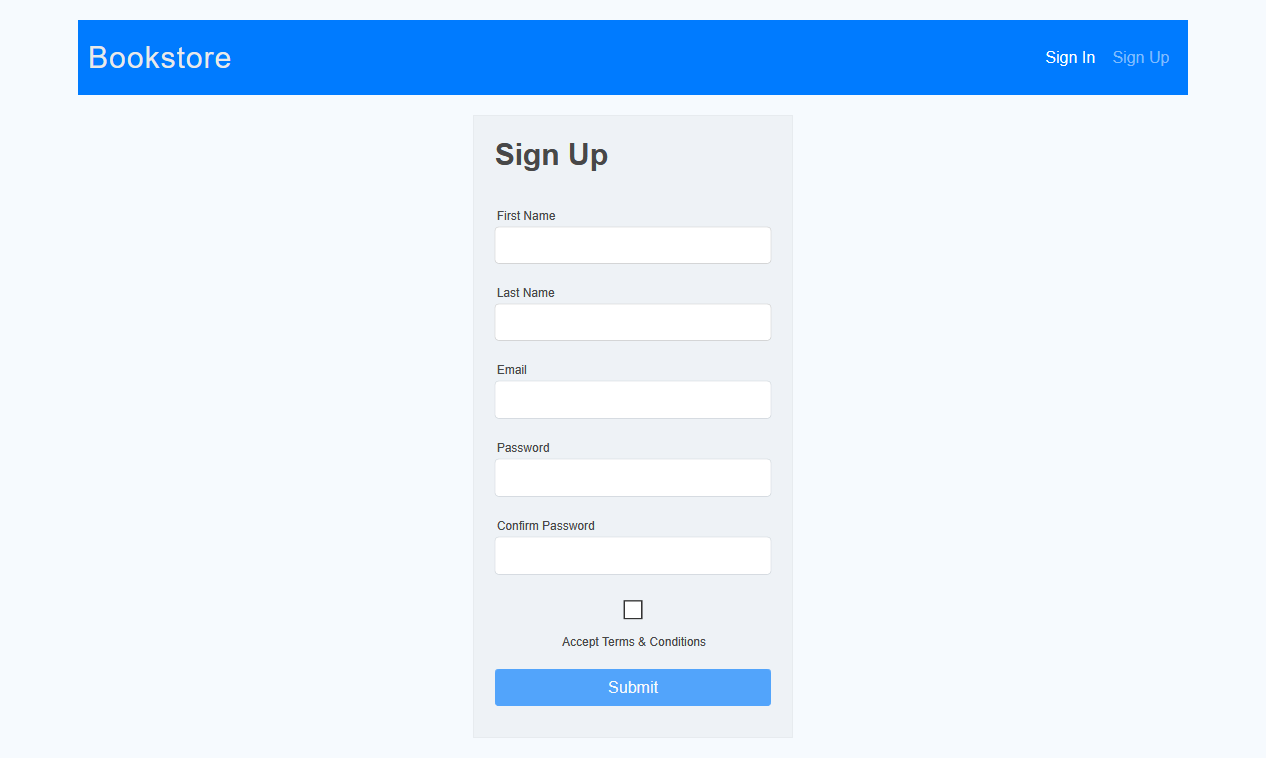 Bookstore
Sign In Sign Up
Sign Up
First Name
Last Name
Email
Password
Confirm Password
Accept Terms & Conditions
Submit